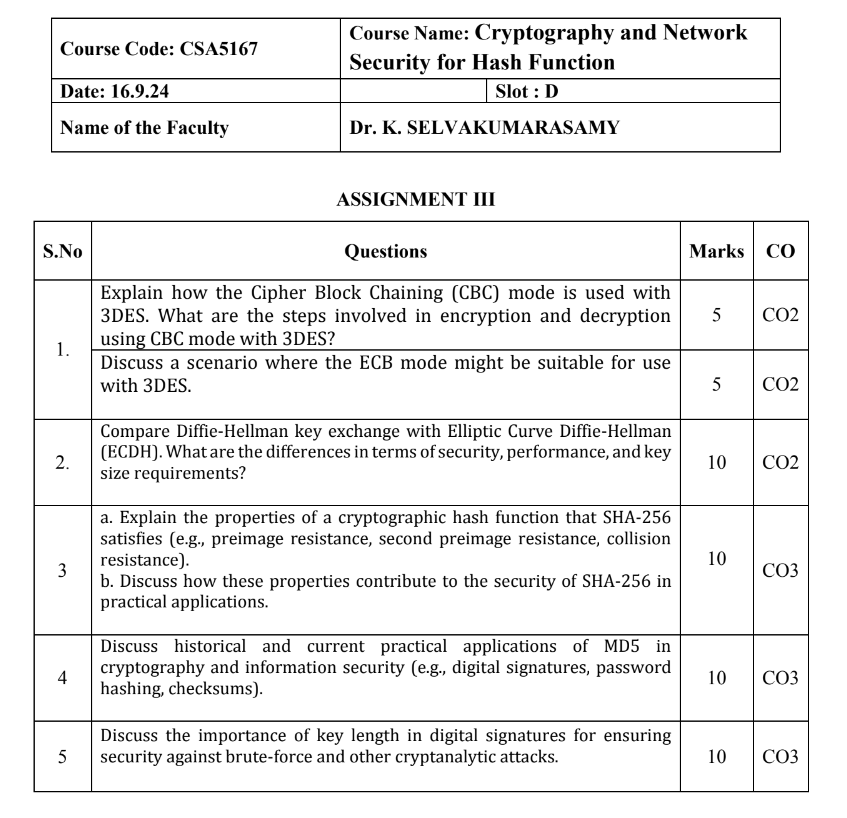 Course Code: CSA5167
Course Name: Cryptography and Network
Security for Hash Function
Date: 16.9.24
Slot : D
Name of the Faculty
Dr. K. SELVAKUMARASAMY
ASSIGNMENT III
S.No
Questions
Marks
CO
1.
Explain how the Cipher Block Chaining (CBC) mode is used with
3DES. What are the steps involved in encryption and decryption
using CBC mode with 3DES?
5
CO2
Discuss a scenario where the ECB mode might be suitable for use
with 3DES.
5
CO2
2.
Compare Diffie-Hellman key exchange with Elliptic Curve Diffie-Hellman
(ECDH). What are the differences in terms of security, performance, and key
size requirements?
10
CO2
3
a. Explain the properties of a cryptographic hash function that SHA-256
satisfies (e.g., preimage resistance, second preimage resistance, collision
resistance).
b. Discuss how these properties contribute to the security of SHA-256 in
practical applications.
10
CO3
4
Discuss historical and current practical applications of MD5 in
cryptography and information security (e.g., digital signatures, password
hashing, checksums).
10
CO3
5
Discuss the importance of key length in digital signatures for ensuring
security against brute-force and other cryptanalytic attacks.
10
CO3